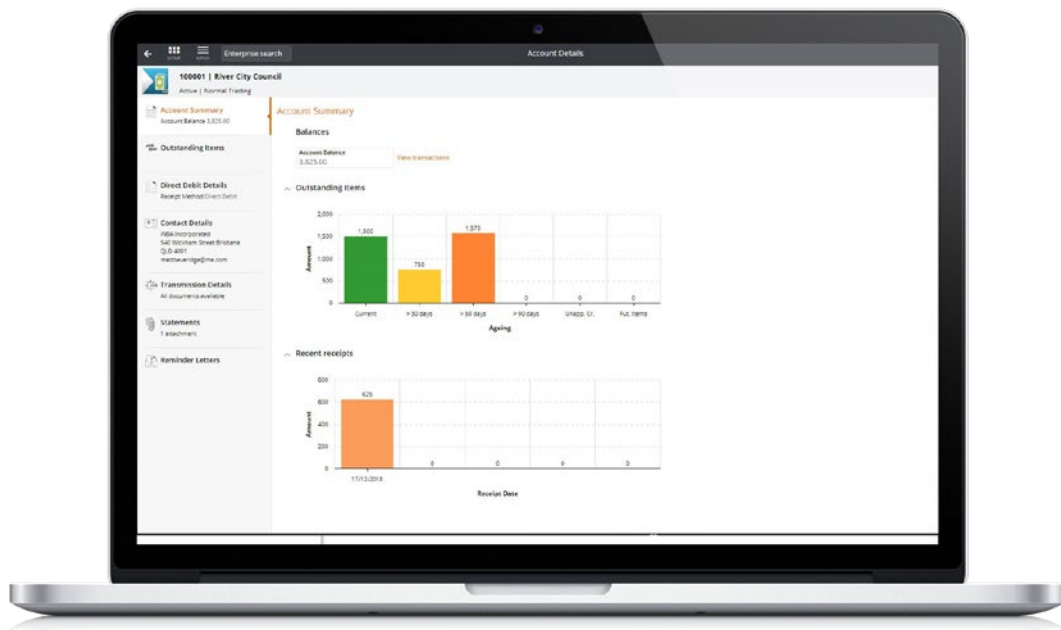 Enterprise search
Account Details
100001 | River City Council
Active | Normal Trading
Account Summary
Account Balance 3,825.00
Outstanding Items
Direct Debit Details
Receipt Method Direct Debit
Contact Details
Incorporated
540 Wickham Street Brisbane
QLD 4001
Transmission Details
All documents available
Statements
1 attachment
Reminder Letters
Account Summary
Balances
Account Balance
3,825.00
View transactions
Outstanding Items
Amount
2,000
1,500
1,000
500
0
1,500
750
1,575
0
0
0
Current
> 30 days
> 60 days
> 90 days
Unapp. Cr.
Fut. Items
Ageing
Recent receipts
Amount
800
600
400
200
0
625
0
0
0
0
17/12/2018
Receipt Date